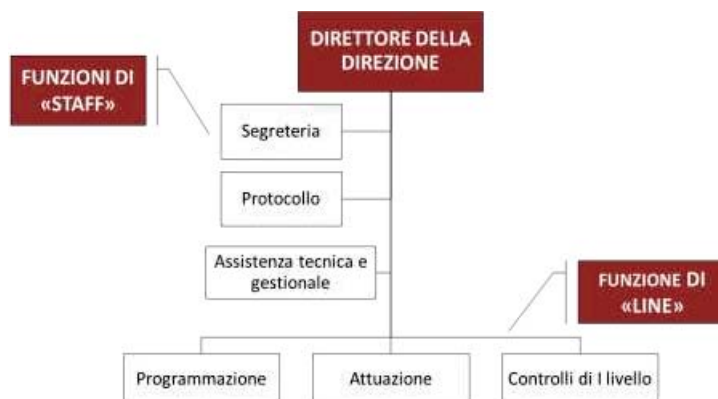 DIRETTORE DELLA
DIREZIONE
FUNZIONI DI
«STAFF»
Segreteria
Protocollo
Assistenza tecnica e
gestionale
FUNZIONE DI
«LINE»
Programmazione
Attuazione
Controlli di I livello